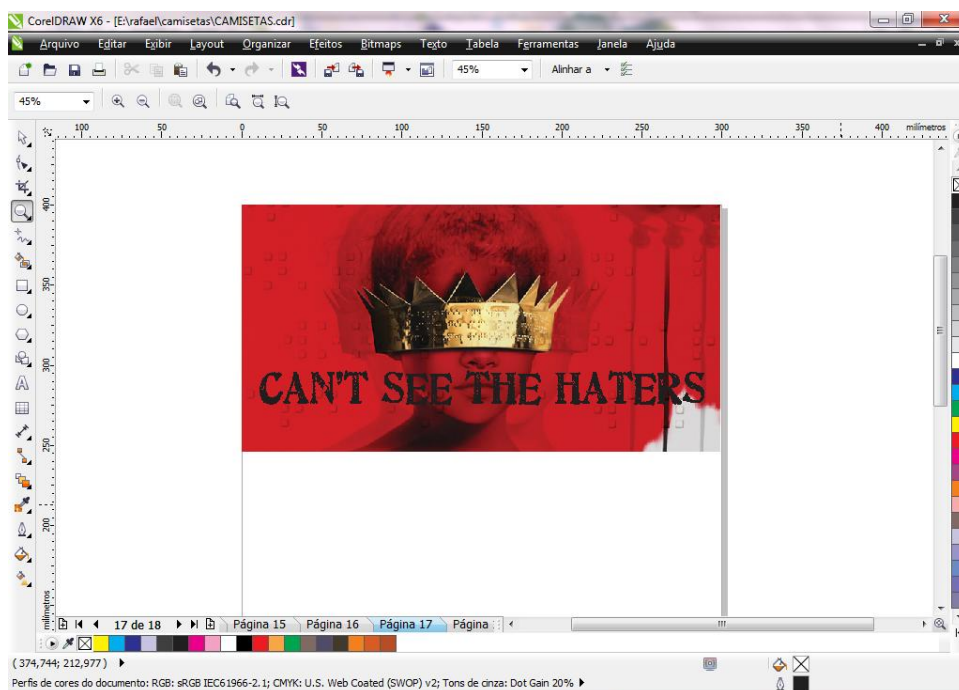 CorelDRAW X6 - [E:\rafael\camisetas\CAMISETAS.cdr]
Arquivo Editar Exibir Layout Organizar Efeitos Bitmaps Texto Tabela Ferramentas Janela Ajuda
45% Alinhar a
45%
100 50 0 50 100 150 200 250 300 350 400 milímetros
400
350
300
250
200
milímetros
CAN'T SEE THE HATERS
17 de 18 Página 15 Página 16 Página 17 Página
(374,744; 212,977)
Perfis de cores do documento: RGB: sRGB IEC61966-2.1; CMYK: U.S. Web Coated (SWOP) v2; Tons de cinza: Dot Gain 20%